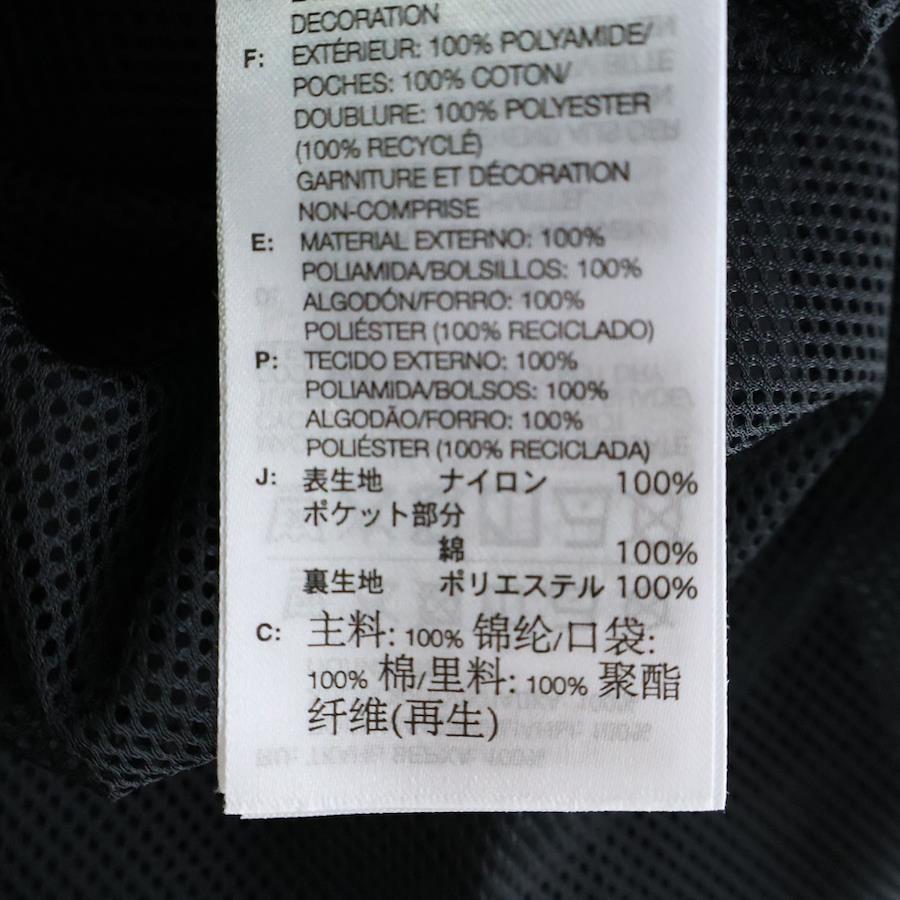 DECORATION
F: EXTÉRIEUR: 100% POLYAMIDE/
POCHES: 100% COTON/
DOUBLURE: 100% POLYESTER
(100% RECYCLÉ)
GARNITURE ET DÉCORATION
NON-COMPRISE
E: MATERIAL EXTERNO: 100%
POLIAMIDA/BOLSILLOS: 100%
ALGODÓN/FORRO: 100%
POLIÉSTER (100% RECICLADO)
P: TECIDO EXTERNO: 100%
POLIAMIDA/BOLSOS: 100%
ALGODÃO/FORRO: 100%
POLIÉSTER (100% RECICLADA)
J: 表生地 ナイロン 100%
ポケット部分
綿 100%
裏生地 ポリエステル 100%
C: 主料: 100% 锦纶/口袋:
100% 棉/里料: 100% 聚酯
纤维(再生)